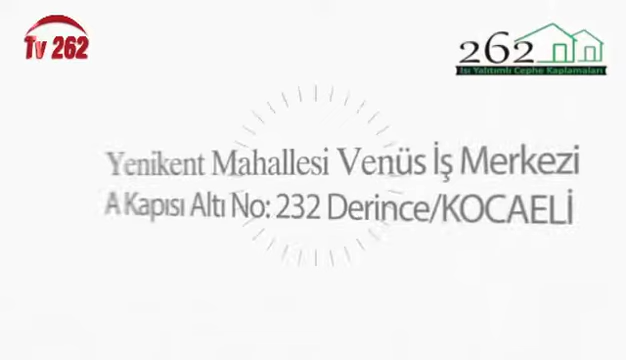 Tv 262
262
Isı Yalıtımlı Cephe Kaplamaları
Yenikent Mahallesi Venüs İş Merkezi
A Kapısı Altı No: 232 Derince/KOCAELİ